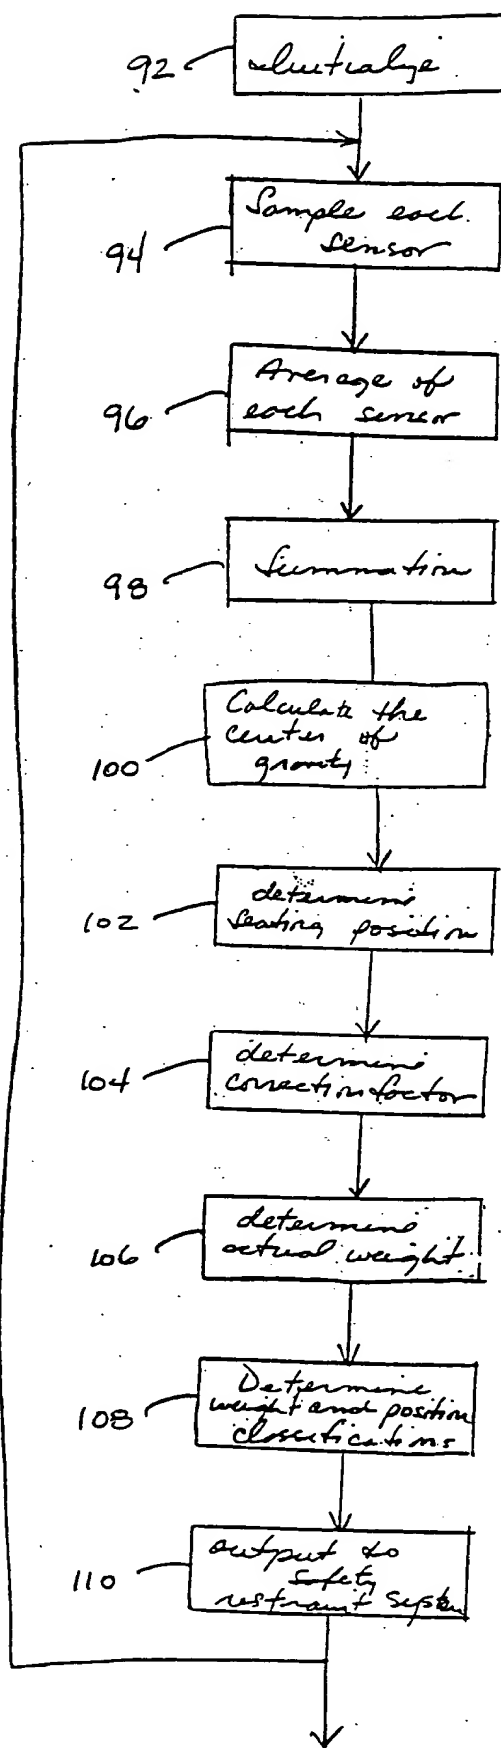 92
Initialize
Sample each
sensor
94
Average of
each sensor
96
Summation
98
Calculate the
center of
gravity
100
determine
seating position
102
determine
correction factor
104
determine
actual weight
106
Determine
weight and position
classifications
108
output to
safety
restraint system
110